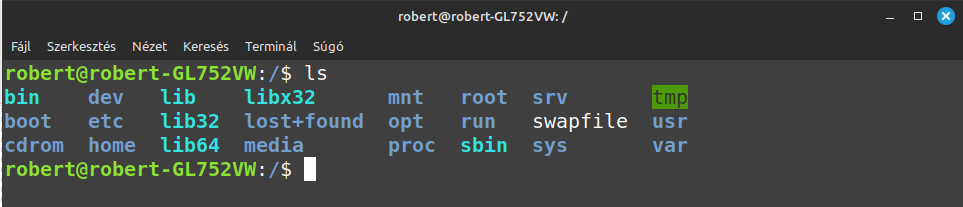 robert@robert-GL752VW: /
Fájl Szerkesztés Nézet Keresés Terminál Súgó
robert@robert-GL752VW:/$ ls
bin dev lib libx32 mnt root srv tmp
boot etc lib32 lost+found opt run swapfile usr
cdrom home lib64 media proc sbin sys var
robert@robert-GL752VW:/$